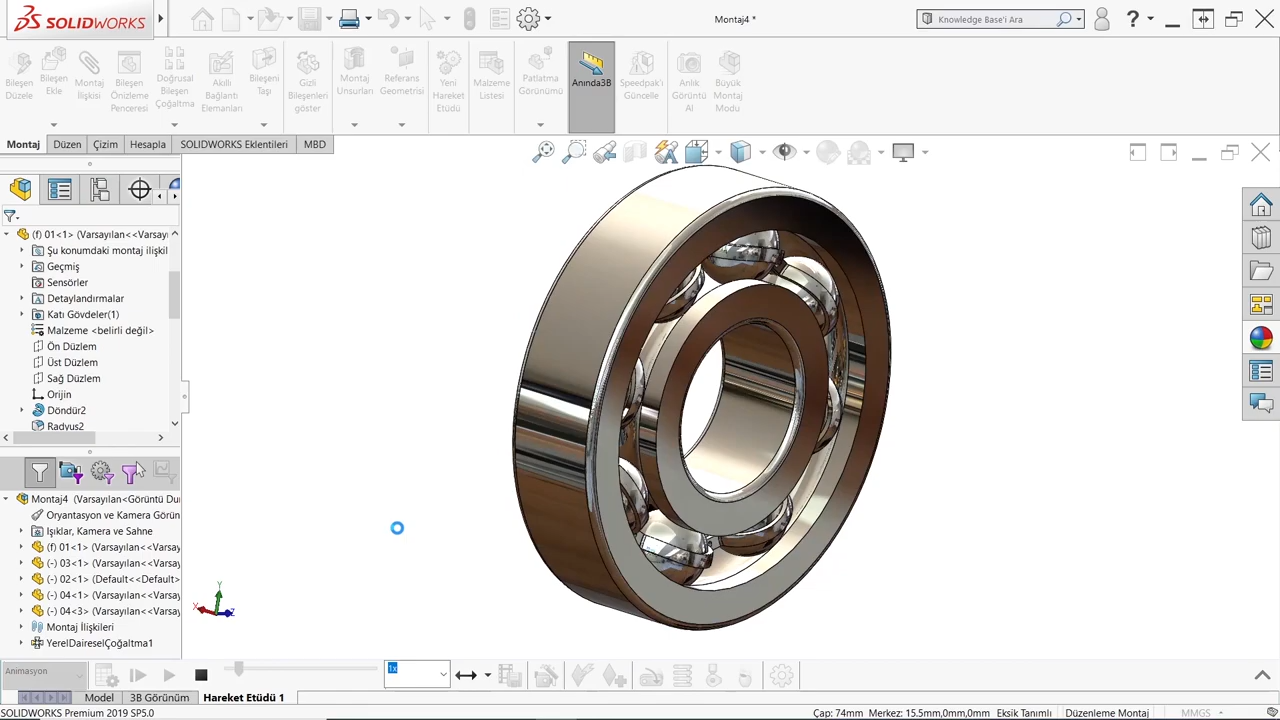 SOLIDWORKS
Montaj4 *
Knowledge Base'i Ara
Bileşen Düzele
Bileşen Ekle
Montaj İlişkisi
Bileşen Önizleme Penceresi
Doğrusal Bileşen Çoğaltma
Akıllı Bağlantı Elemanları
Bileşeni Taşı
Gizli Bileşenleri göster
Montaj Unsurları
Referans Geometrisi
Yeni Hareket Etüdü
Malzeme Listesi
Patlatma Görünümü
Anında3B
Speedpak'i Güncelle
Anlık Görüntü Al
Büyük Montaj Modu
Montaj
Düzen
Çizim
Hesapla
SOLIDWORKS Eklentileri
MBD
(f) 01<1> (Varsayılan<<Varsay
Şu konumdaki montaj ilişkil
Geçmiş
Sensörler
Detaylandırmalar
Katı Gövdeler(1)
Malzeme <belirli değil>
Ön Düzlem
Üst Düzlem
Sağ Düzlem
Orijin
Döndür2
Radyus2
Montaj4 (Varsayılan<Görüntü Du
Oryantasyon ve Kamera Görün
Işıklar, Kamera ve Sahne
(f) 01<1> (Varsayılan<<Varsay
(-) 03<1> (Varsayılan<<Varsay
(-) 02<1> (Default<<Default>
(-) 04<1> (Varsayılan<<Varsay
(-) 04<3> (Varsayılan<<Varsay
Montaj İlişkileri
YerelDaireselÇoğaltma1
Y
X
Z
Animasyon
1x
Model
3B Görünüm
Hareket Etüdü 1
SOLIDWORKS Premium 2019 SP5.0
Çap: 74mm Merkez: 15.5mm,0mm,0mm
Eksik Tanımlı
Düzenleme Montaj
MMGS